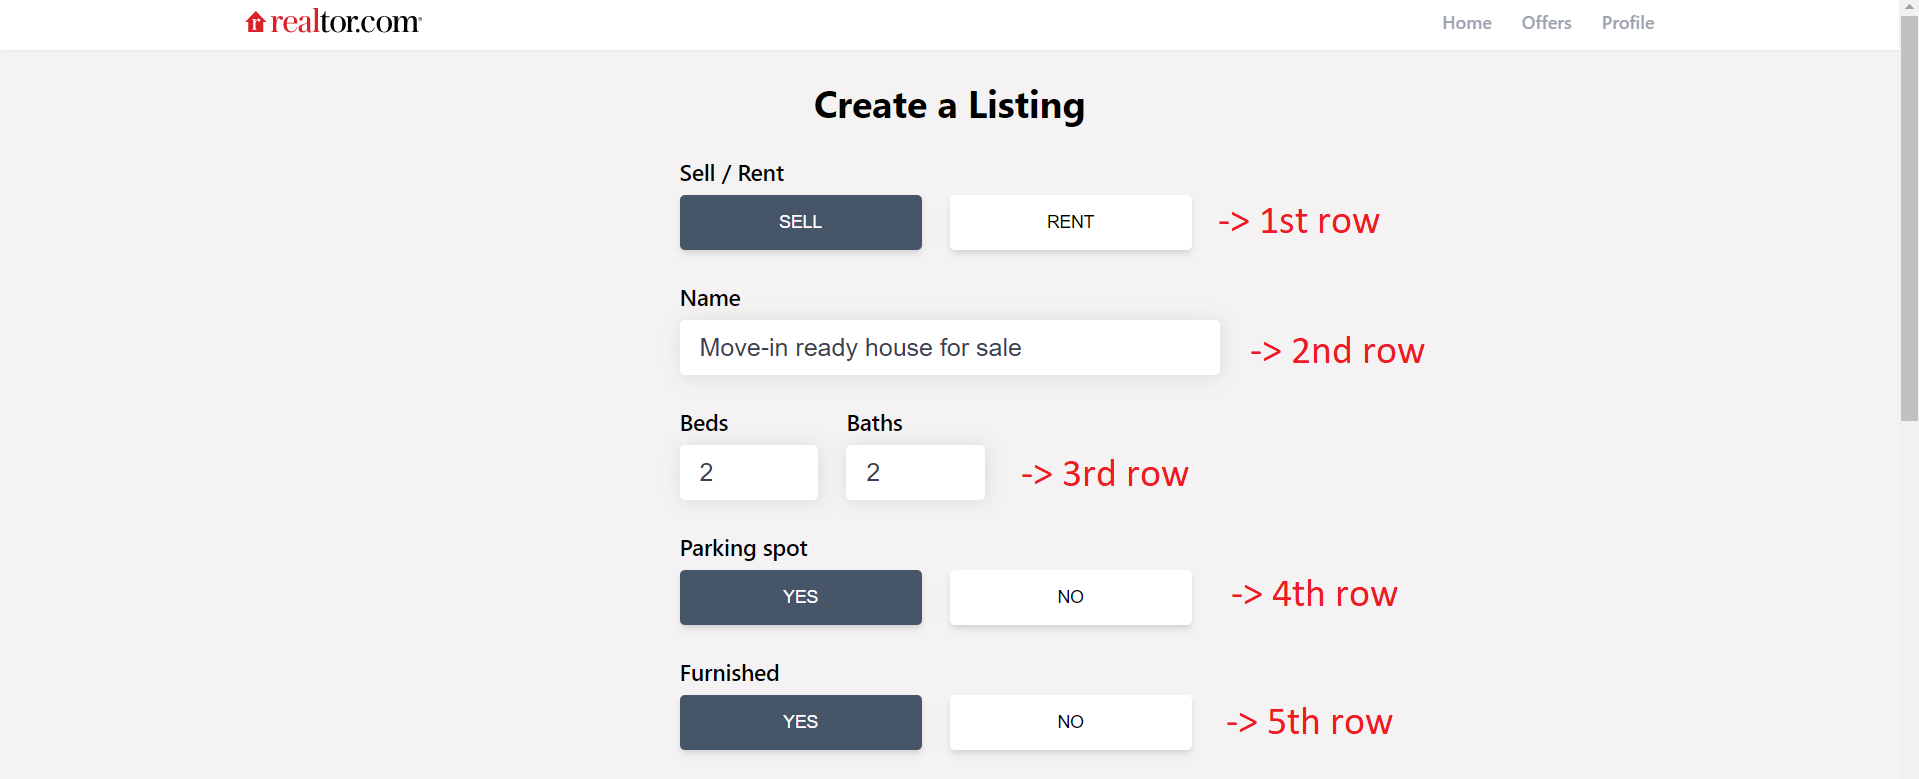 realtor.com®
Home Offers Profile
Create a Listing
Sell / Rent
SELL RENT -> 1st row
Name
Move-in ready house for sale -> 2nd row
Beds Baths
2 2 -> 3rd row
Parking spot
YES NO -> 4th row
Furnished
YES NO -> 5th row